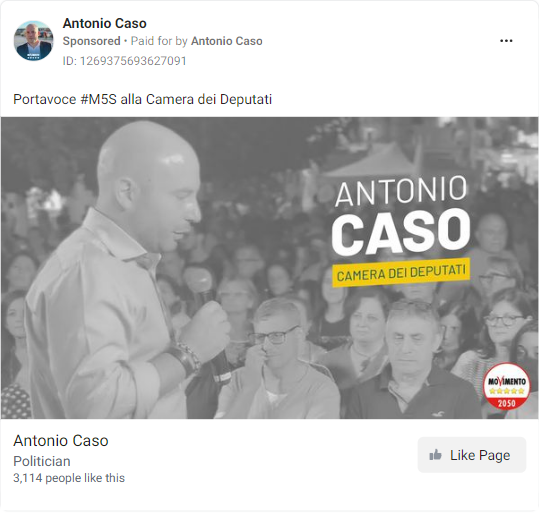 Antonio Caso
Sponsored • Paid for by Antonio Caso
ID: 1269375693627091
Portavoce #M5S alla Camera dei Deputati
ANTONIO
CASO
CAMERA DEI DEPUTATI
MOVIMENTO
2050
Antonio Caso
Politician
3,114 people like this
Like Page